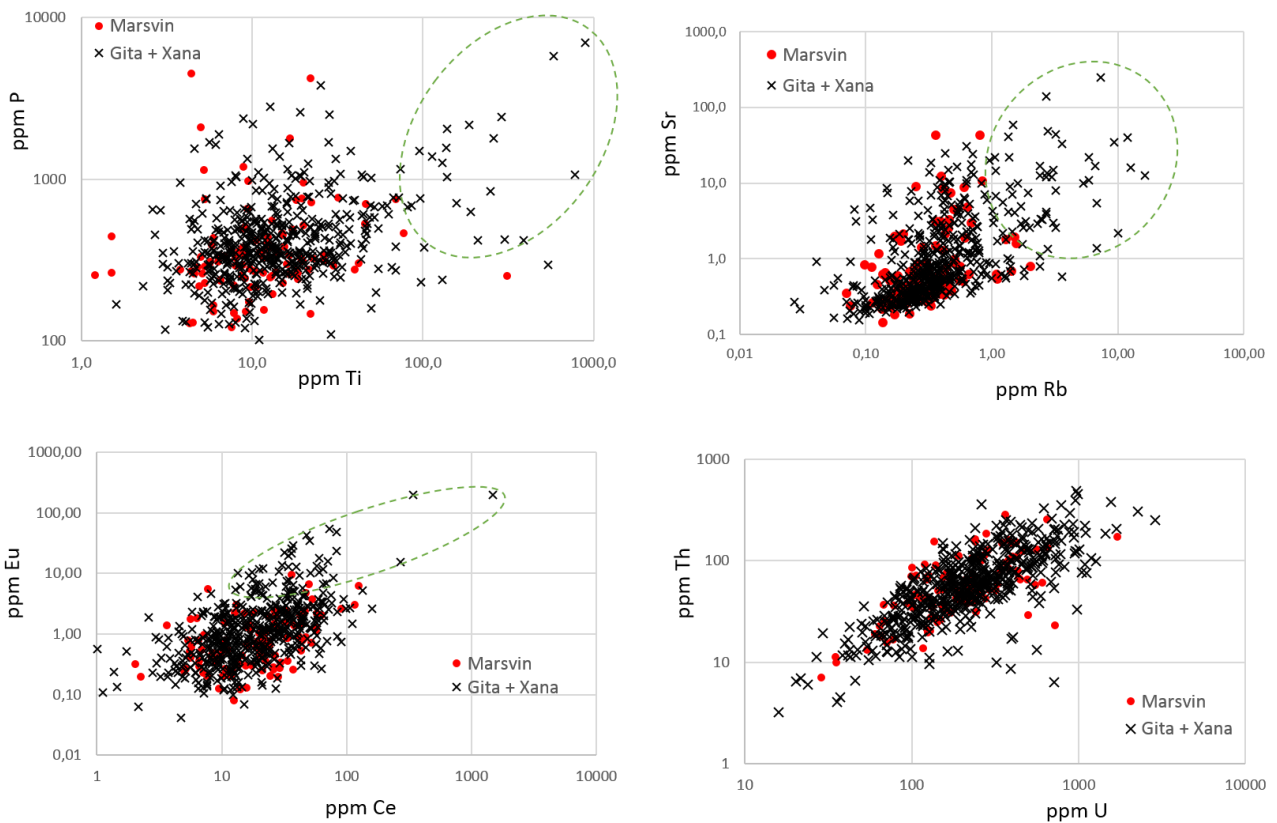 10000
Marsvin
Gita + Xana
1000
100
ppm P
1,0
10,0
100,0
1000,0
ppm Ti
1000,0
Marsvin
Gita + Xana
100,0
10,0
1,0
0,1
ppm Sr
0,01
0,10
1,00
10,00
100,00
ppm Rb
1000,00
100,00
10,00
1,00
0,10
0,01
ppm Eu
Marsvin
Gita + Xana
1
10
100
1000
10000
ppm Ce
1000
100
10
1
ppm Th
Marsvin
Gita + Xana
10
100
1000
10000
ppm U